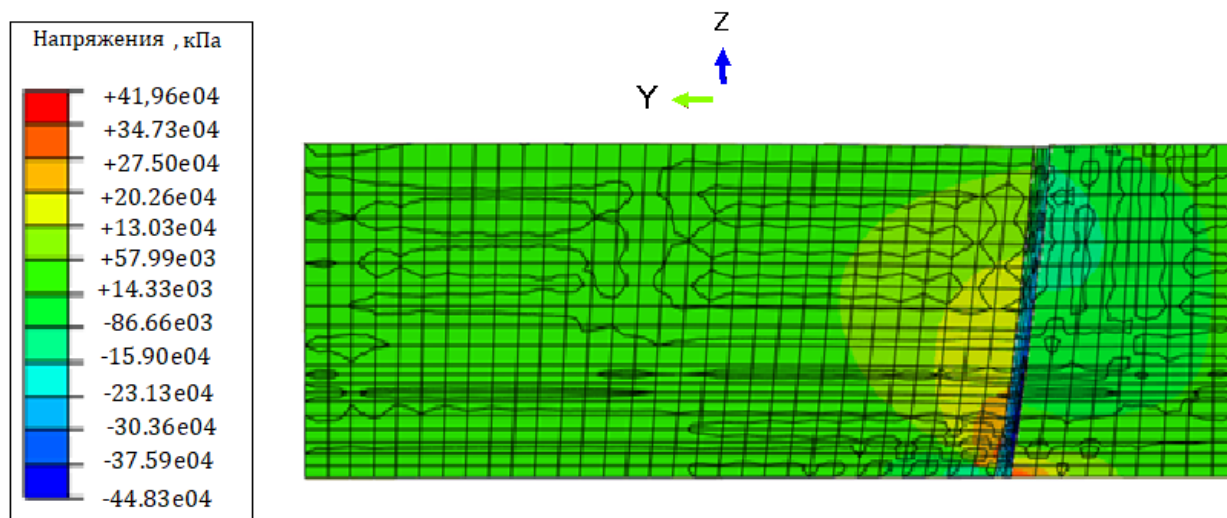 Напряжения , кПа
+41,96e04
+34.73e04
+27.50e04
+20.26e04
+13.03e04
+57.99e03
+14.33e03
-86.66e03
-15.90e04
-23.13e04
-30.36e04
-37.59e04
-44.83e04
Z
Y